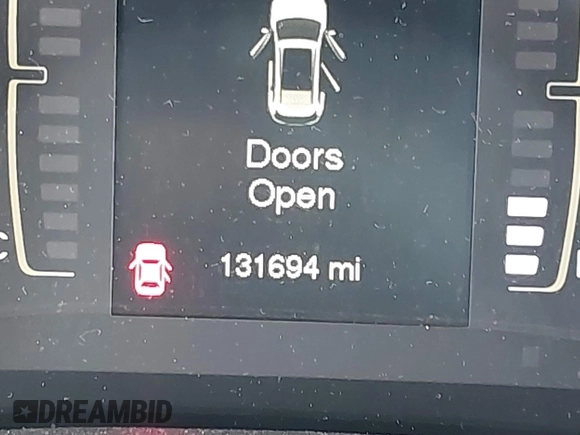 Doors
Open
131694 mi
C
DREAMBID